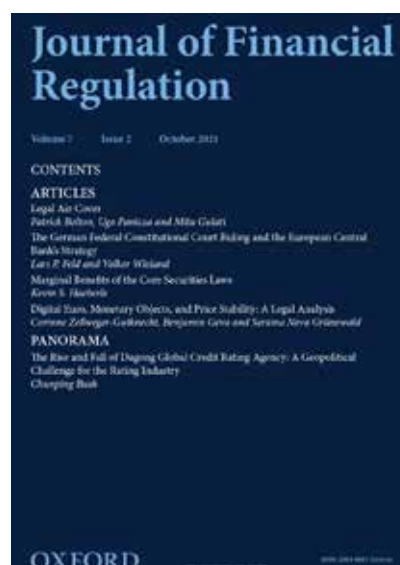 Journal of Financial
Regulation
Volume 7 Issue 2 October 2021
CONTENTS
ARTICLES
Legal Air Cover
Patrick Bolton, Ugo Panizza and Mitu Gulati
The German Federal Constitutional Court Ruling and the European Central
Bank's Strategy
Lars P. Feld and Volker Wieland
Marginal Benefits of the Core Securities Laws
Kevin S. Haeberle
Digital Euro, Monetary Objects, and Price Stability: A Legal Analysis
Corinne Zellweger-Gutknecht, Benjamin Geva and Seraina Neva Grünewald
PANORAMA
The Rise and Fall of Dagong Global Credit Rating Agency: A Geopolitical
Challenge for the Rating Industry
Chunping Bush
OXFORD